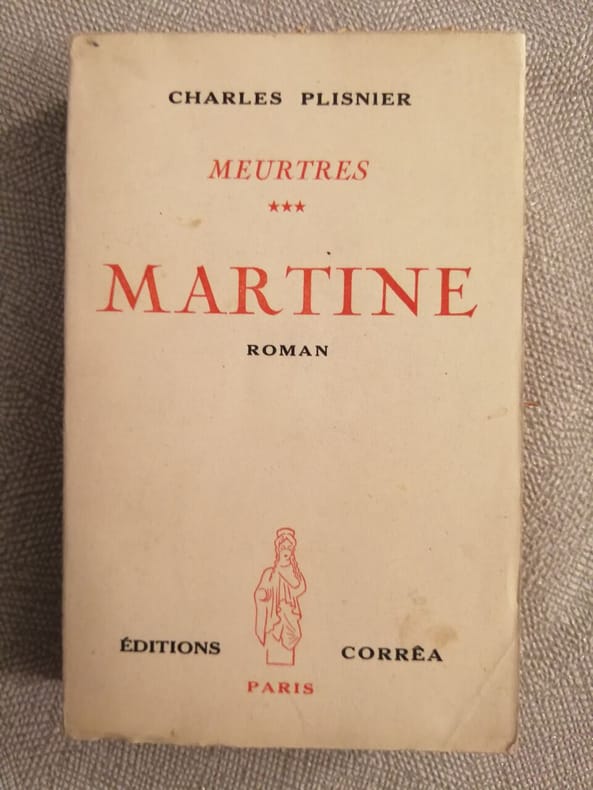 CHARLES PLISNIER
MEURTRES
★★★
MARTINE
ROMAN
ÉDITIONS CORRÊA
PARIS